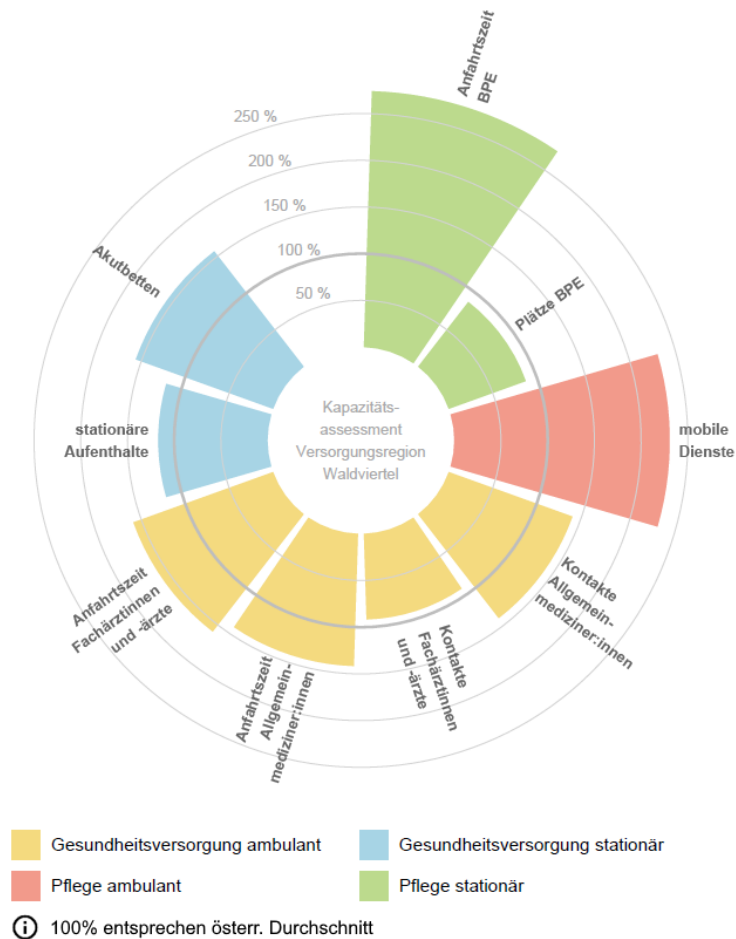 Anfahrtszeit
BPE
250 %
200 %
150 %
100 %
50 %
Akutbetten
Plätze BPE
Kapazitäts-
assessment
Versorgungsregion
Waldviertel
stationäre
Aufenthalte
mobile
Dienste
Anfahrtszeit
Fachärztinnen
und -ärzte
Anfahrtszeit
Allgemein-
mediziner:innen
Kontakte
Fachärztinnen
und -ärzte
Kontakte
Allgemein-
mediziner:innen
Gesundheitsversorgung ambulant
Gesundheitsversorgung stationär
Pflege ambulant
Pflege stationär
i 100% entsprechen österr. Durchschnitt